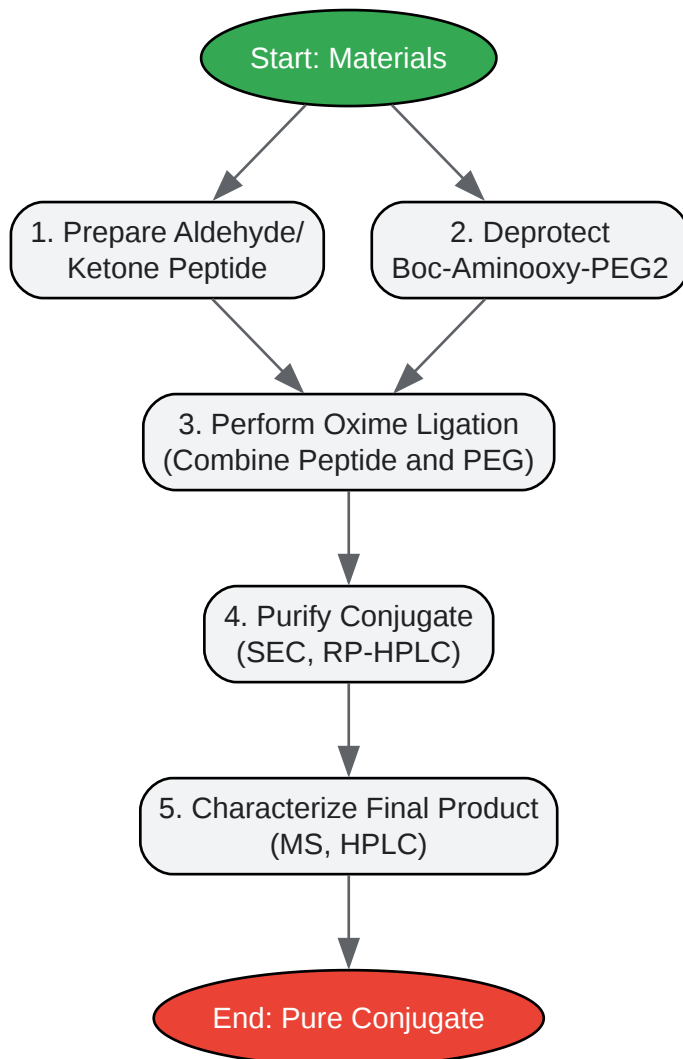 Start: Materials
1. Prepare Aldehyde/
Ketone Peptide
2. Deprotect
Boc-Aminooxy-PEG2
3. Perform Oxime Ligation
(Combine Peptide and PEG)
4. Purify Conjugate
(SEC, RP-HPLC)
5. Characterize Final Product
(MS, HPLC)
End: Pure Conjugate